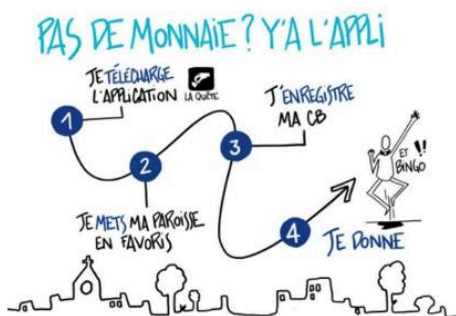 PAS DE MONNAIE ? Y'A L'APPLI
1
JE TÉLÉCHARGE
L'APPLICATION
LA QUÊTE
2
JE METS MA PAROISSE
EN FAVORIS
3
J'ENREGISTRE
MA CB
4
JE DONNE
ET !!
BINGO